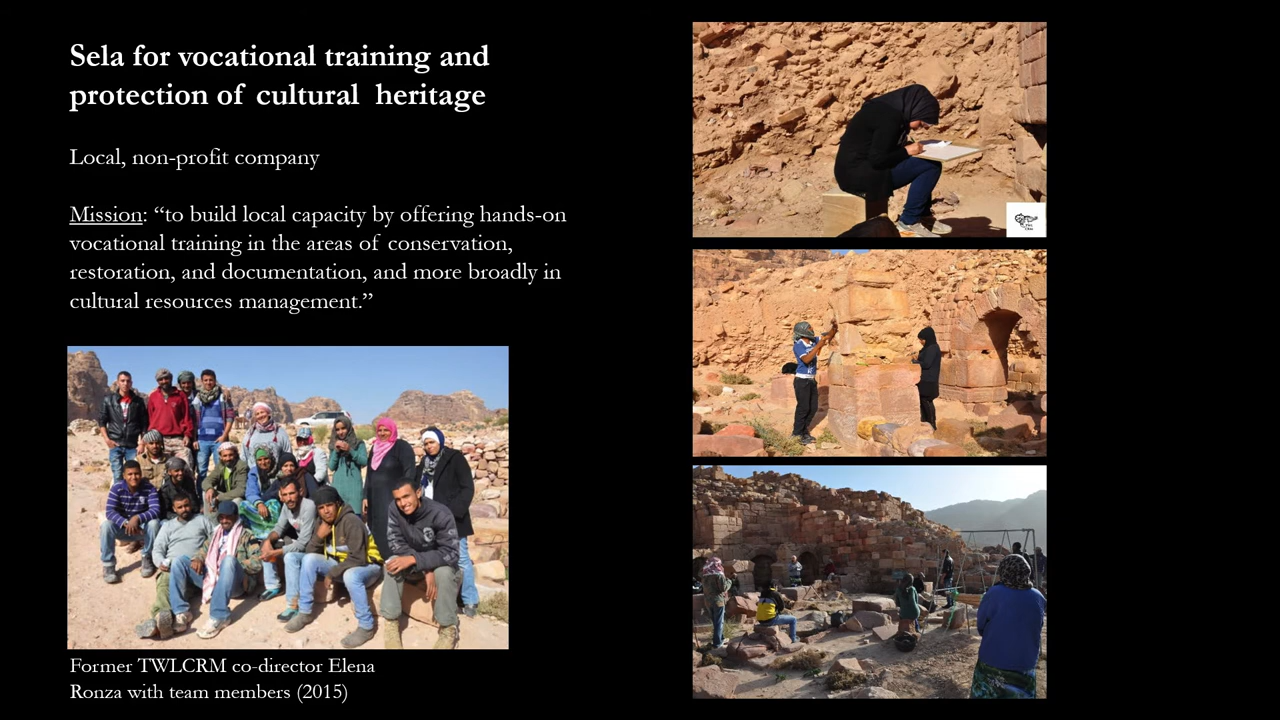 Sela for vocational training and
protection of cultural heritage
Local, non-profit company
Mission: “to build local capacity by offering hands-on
vocational training in the areas of conservation,
restoration, and documentation, and more broadly in
cultural resources management.”
Former TWLCRM co-director Elena
Ronza with team members (2015)